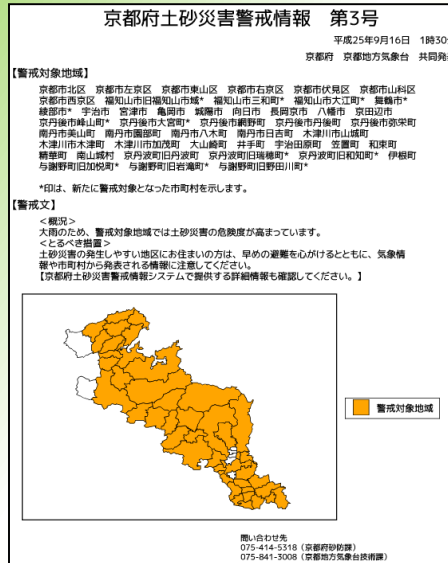 京都府土砂災害警戒情報　第3号
平成25年9月16日　1時30
京都府　京都地方気象台　共同発
【警戒対象地域】
京都市北区　京都市左京区　京都市東山区　京都市右京区　京都市伏見区　京都市山科区
京都市西京区　福知山市旧福知山市域*　福知山市三和町*　福知山市大江町*　舞鶴市*
綾部市*　宇治市　宮津市　亀岡市　城陽市　向日市　長岡京市　八幡市　京田辺市
京丹後市峰山町*　京丹後市大宮町*　京丹後市網野町　京丹後市丹後町　京丹後市弥栄町
南丹市美山町　南丹市園部町　南丹市八木町　南丹市日吉町　木津川市山城町
木津川市木津町　木津川市加茂町　大山崎町　井手町　宇治田原町　笠置町　和束町
精華町　南山城村　京丹波町旧丹波町　京丹波町旧瑞穂町*　京丹波町旧和知町*　伊根町
与謝野町旧加悦町*　与謝野町旧岩滝町*　与謝野町旧野田川町*
*印は、新たに警戒対象となった市町村を示します。
【警戒文】
＜概況＞
大雨のため、警戒対象地域では土砂災害の危険度が高まっています。
＜とるべき措置＞
土砂災害の発生しやすい地区にお住まいの方は、早めの避難を心がけるとともに、気象情
報や市町村から発表される情報に注意してください。
【京都府土砂災害警戒情報システムで提供する詳細情報も確認してください。】
警戒対象地域
問い合わせ先
075-414-5318（京都府砂防課）
075-841-3008（京都地方気象台技術課）